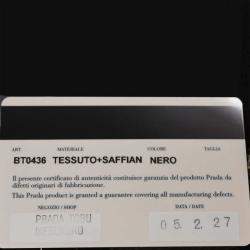 ART MATERIALE COLORE TAGLIA
BT0436 TESSUTO+SAFFIAN NERO
Il presente certificato di autenticità costituisce garanzia del prodotto Prada da
difetti originari di fabbricazione.
This Prada product is granted a guarantee covering all manufacturing defects.
NEGOZIO / SHOP DATA / DATE
PRADA 05. 2. 27